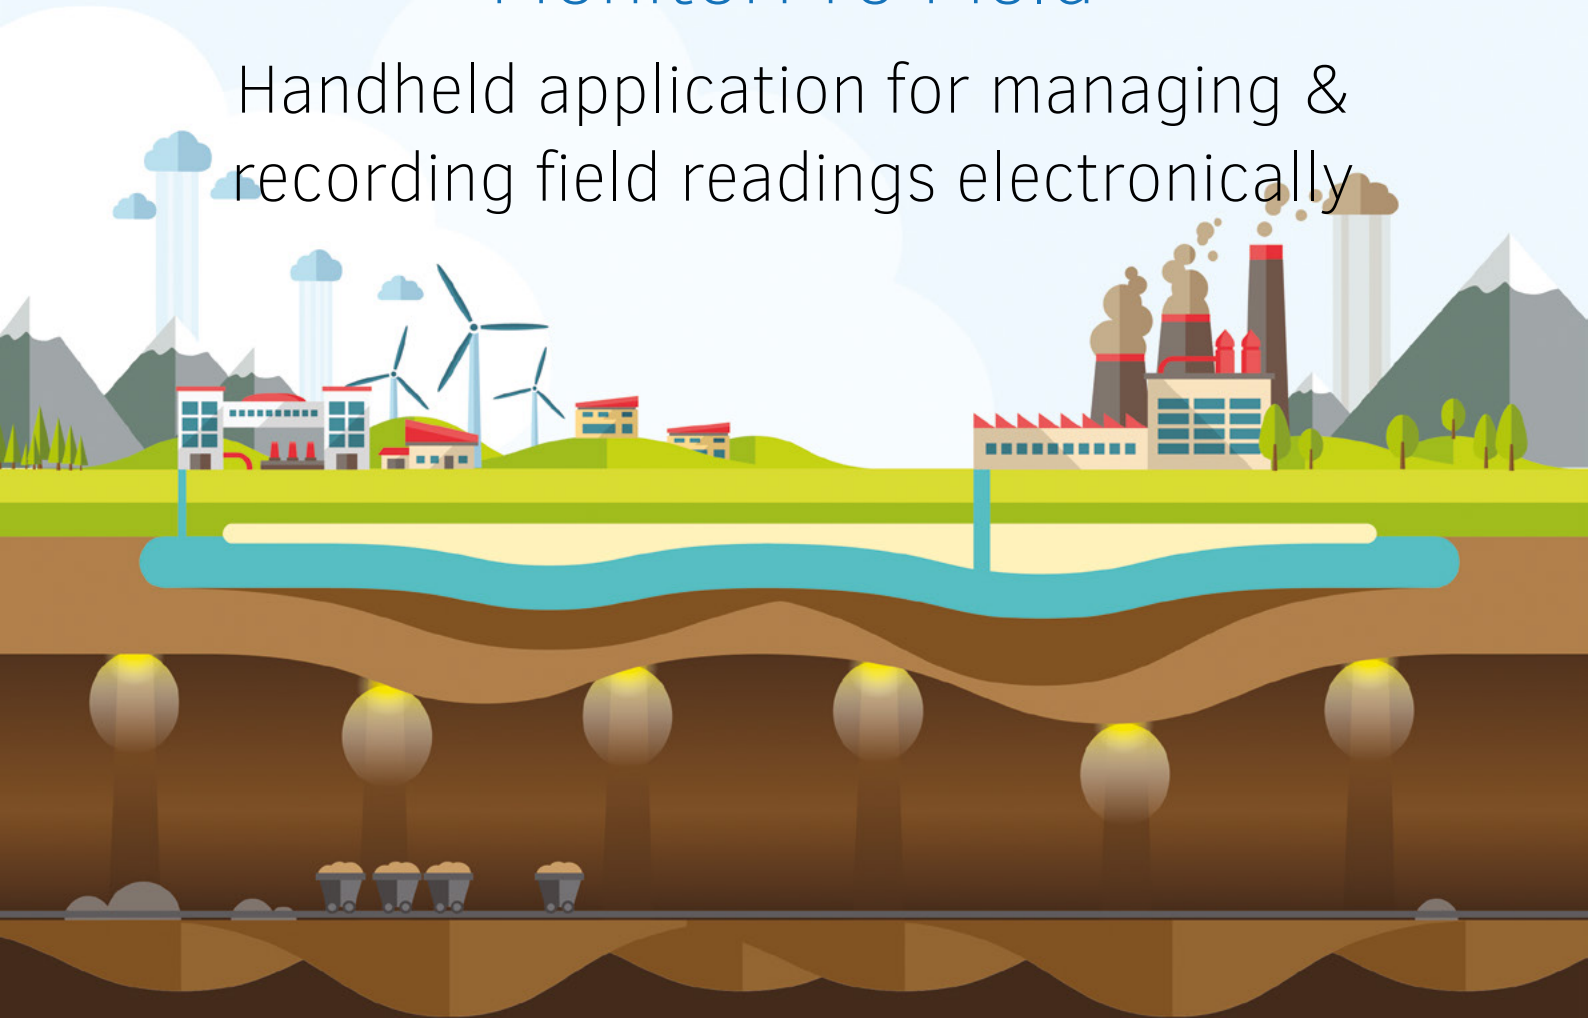 Handheld application for managing &
recording field readings electronically